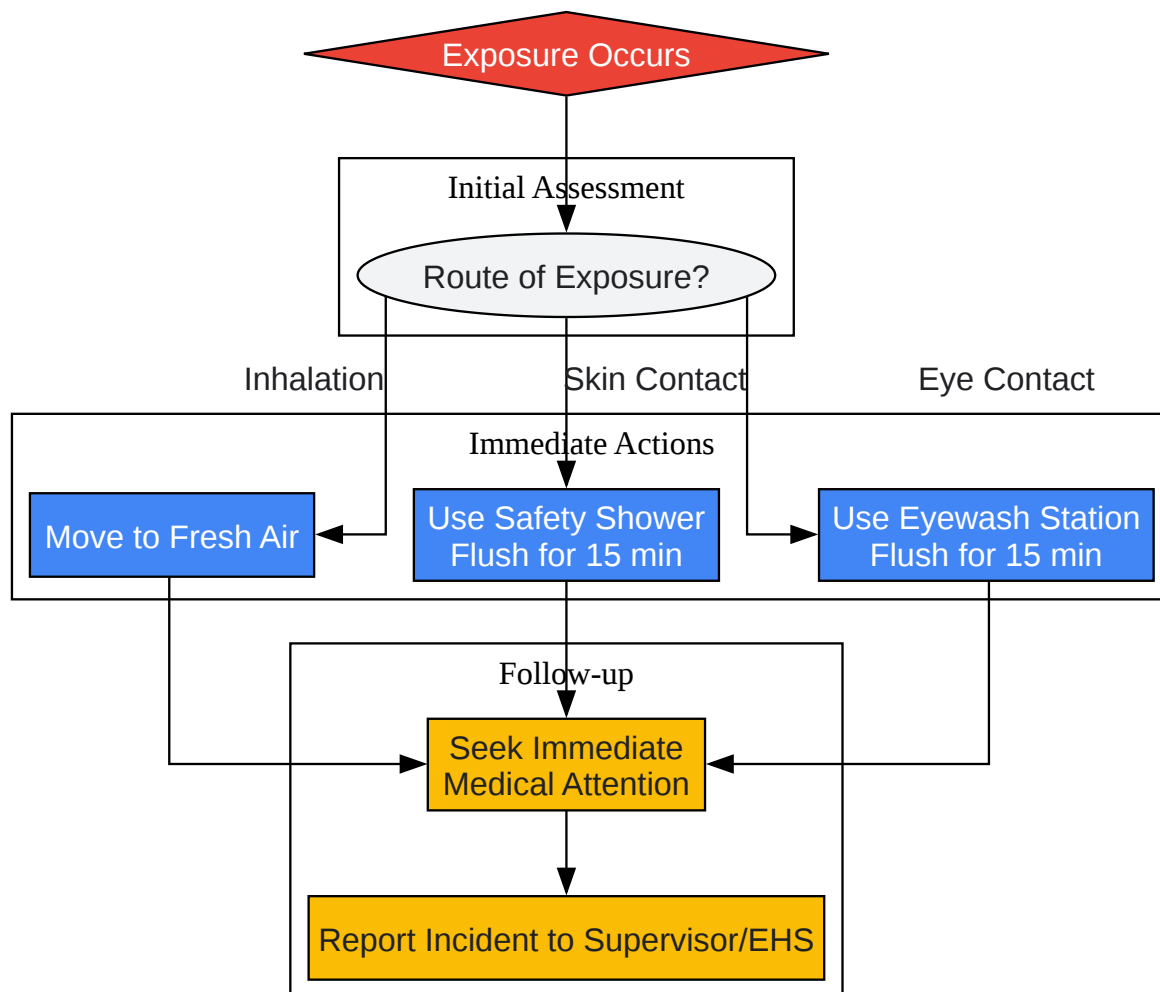 Exposure Occurs
Initial Assessment
Route of Exposure?
Inhalation
Skin Contact
Eye Contact
Immediate Actions
Move to Fresh Air
Use Safety Shower
Flush for 15 min
Use Eyewash Station
Flush for 15 min
Follow-up
Seek Immediate
Medical Attention
Report Incident to Supervisor/EHS